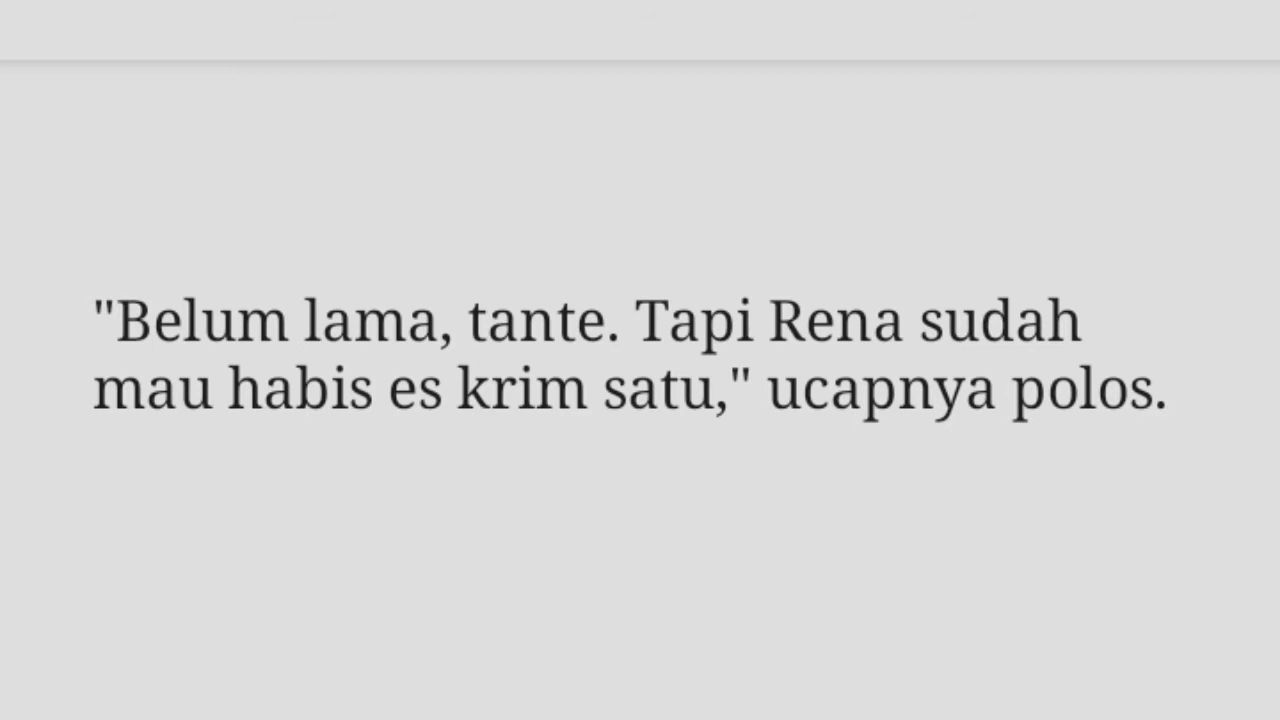 "Belum lama, tante. Tapi Rena sudah
mau habis es krim satu," ucapnya polos.